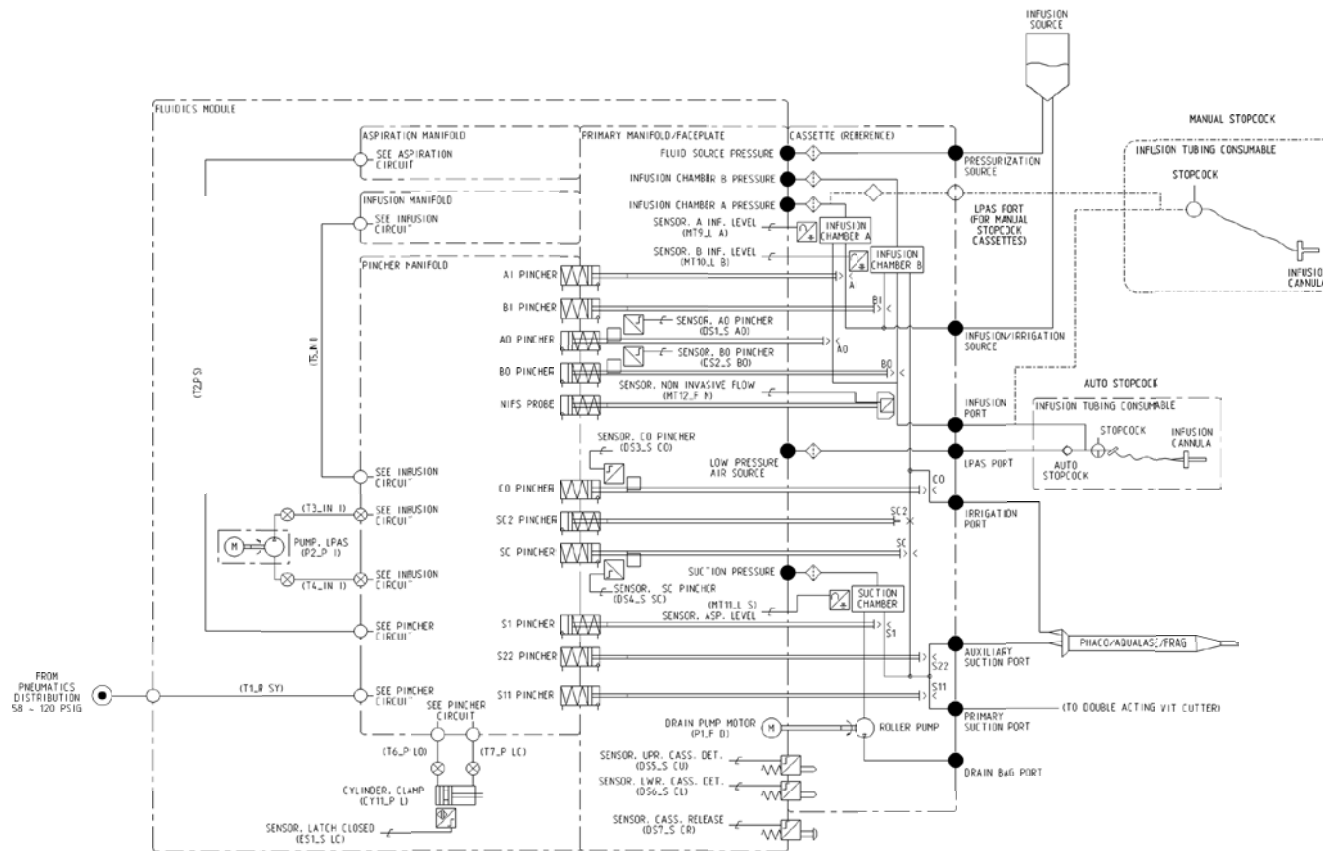 INFUSION
SOURCE
FLUIDICS MODULE
ASPIRATION MANIFOLD
SEE ASPIRATION
CIRCUIT
INFUSION MANIFOLD
SEE INFUSION
CIRCUIT
PINCHER MANIFOLD
PRIMARY MANIFOLD/FACEPLATE
CASSETTE (REFERENCE)
FLUID SOURCE PRESSURE
INFUSION CHAMBER B PRESSURE
INFUSION CHAMBER A PRESSURE
SENSOR, A INF. LEVEL
(MT9_L A)
SENSOR, B INF. LEVEL
(MT10_L B)
INFUSION
CHAMBER A
INFUSION
CHAMBER B
PRESSURIZATION
SOURCE
LPAS PORT
(FOR MANUAL
STOPCOCK
CASSETTES)
MANUAL STOPCOCK
INFUSION TUBING CONSUMABLE
STOPCOCK
INFUSION
CANNULA
A1 PINCHER
A
B1 PINCHER
B1
SENSOR, AO PINCHER
(DS1_S AO)
AO PINCHER
AO
SENSOR, BO PINCHER
(DS2_S BO)
BO PINCHER
BO
SENSOR, NON INVASIVE FLOW
(MT12_F N)
NIFS PROBE
INFUSION/IRRIGATION
SOURCE
INFUSION
PORT
AUTO STOPCOCK
INFUSION TUBING CONSUMABLE
STOPCOCK
INFUSION
CANNULA
AUTO
STOPCOCK
LPAS PORT
(T2_P S)
(T5_IN I)
SENSOR, CO PINCHER
(DS3_S CO)
LOW PRESSURE
AIR SOURCE
SEE INFUSION
CIRCUIT
CO PINCHER
CO
IRRIGATION
PORT
(T3_IN I)
SEE INFUSION
CIRCUIT
SC2 PINCHER
SC2
M
PUMP, LPAS
(P2_P I)
SC PINCHER
SC
(T4_IN I)
SEE INFUSION
CIRCUIT
SUCTION PRESSURE
SENSOR, SC PINCHER
(DS4_S SC)
(MT11_L S)
SENSOR, ASP. LEVEL
SUCTION
CHAMBER
SEE PINCHER
CIRCUIT
S1 PINCHER
S1
S22 PINCHER
S22
AUXILIARY
SUCTION PORT
PHACO/AQUALASE/FRAG
FROM
PNEUMATICS
DISTRIBUTION
58 - 120 PSIG
(T1_R SY)
SEE PINCHER
CIRCUIT
S11 PINCHER
S11
PRIMARY
SUCTION PORT
(TO DOUBLE ACTING VIT CUTTER)
SEE PINCHER
CIRCUIT
DRAIN PUMP MOTOR
(P1_F D)
M
ROLLER PUMP
(T6_P LO)
(T7_P LC)
SENSOR, UPR. CASS. DET.
(DS5_S CU)
DRAIN BAG PORT
CYLINDER, CLAMP
(CY11_P L)
SENSOR, LWR. CASS. DET.
(DS6_S CL)
SENSOR, LATCH CLOSED
(ES1_S LC)
SENSOR, CASS. RELEASE
(DS7_S CR)